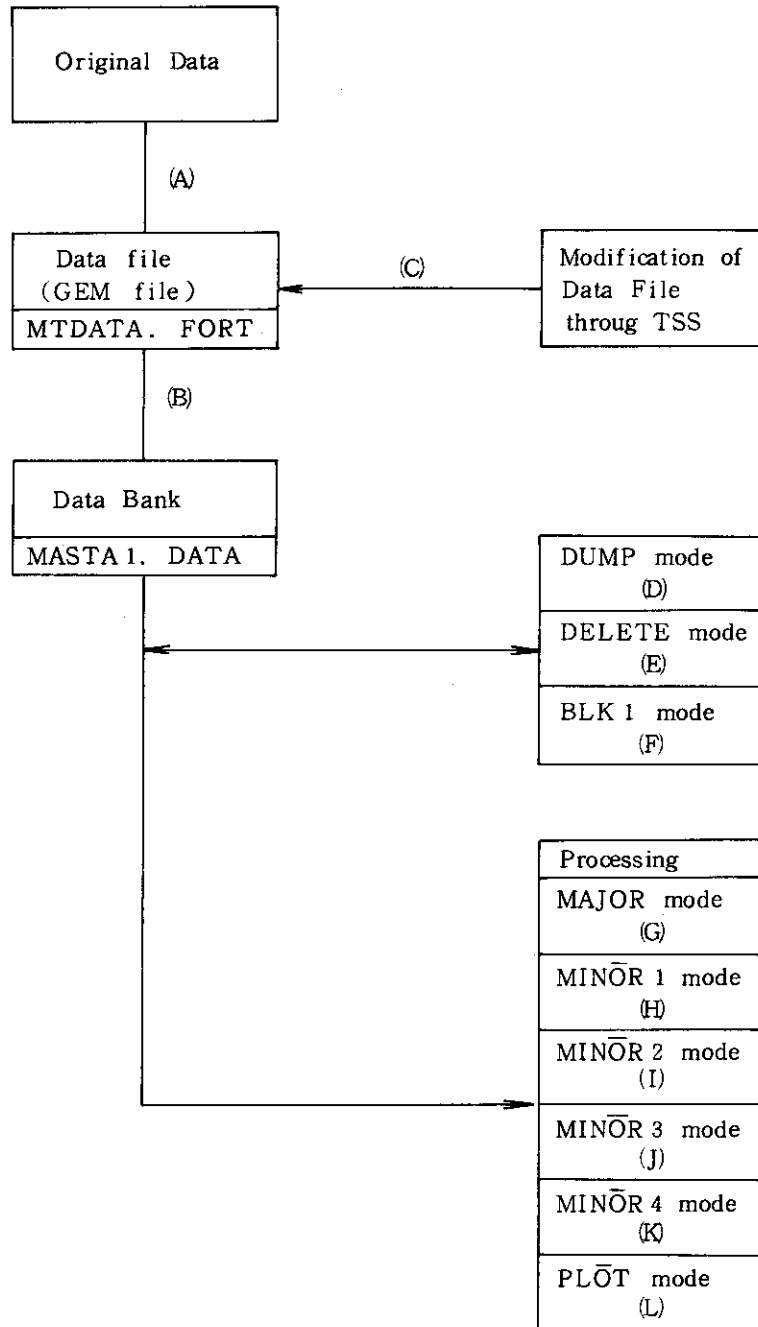 Original Data
(A)
Data file
(GEM file)
MTDATA. FORT
(C)
Modification of
Data File
throug TSS
(B)
Data Bank
MASTA1. DATA
DUMP mode
(D)
DELETE mode
(E)
BLK 1 mode
(F)
Processing
MAJOR mode
(G)
MINŌR 1 mode
(H)
MINŌR 2 mode
(I)
MINŌR 3 mode
(J)
MINŌR 4 mode
(K)
PLŌT mode
(L)